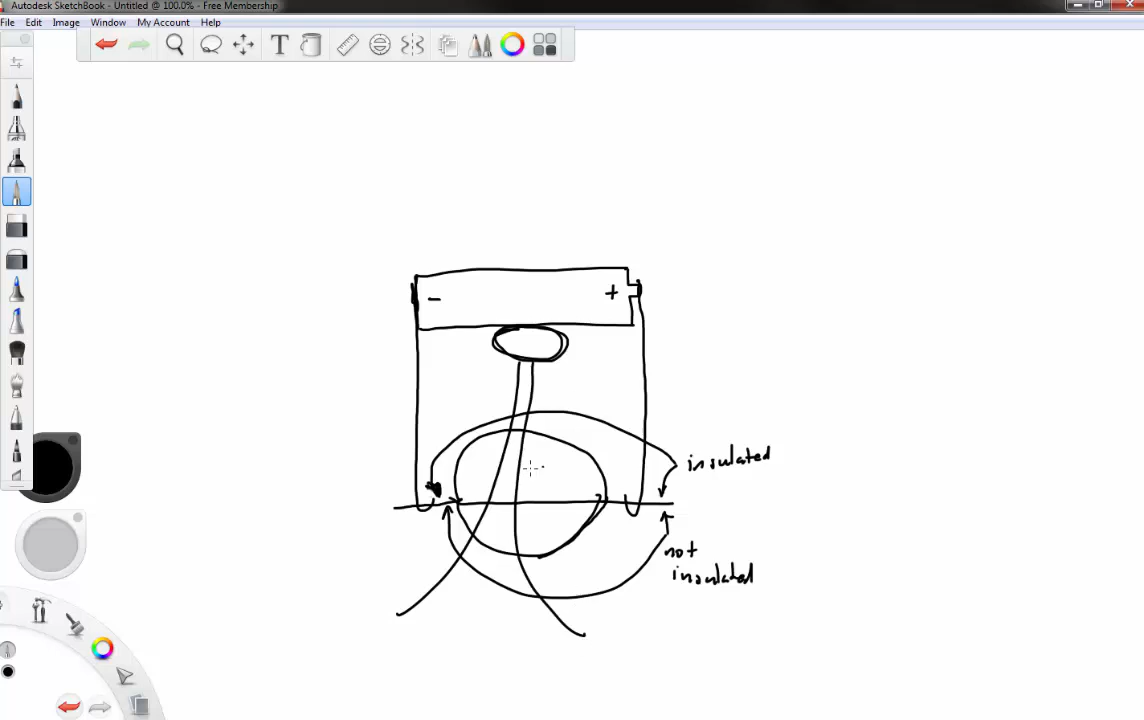 Autodesk SketchBook - Untitled @ 100.0% - Free Membership
File Edit Image Window My Account Help
T
- +
insulated
not
insulated